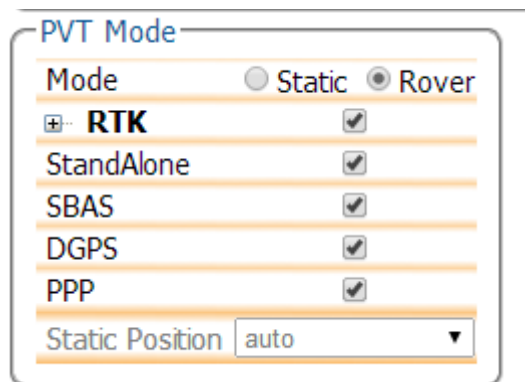 PVT Mode
Mode Static Rover
RTK
StandAlone
SBAS
DGPS
PPP
Static Position auto